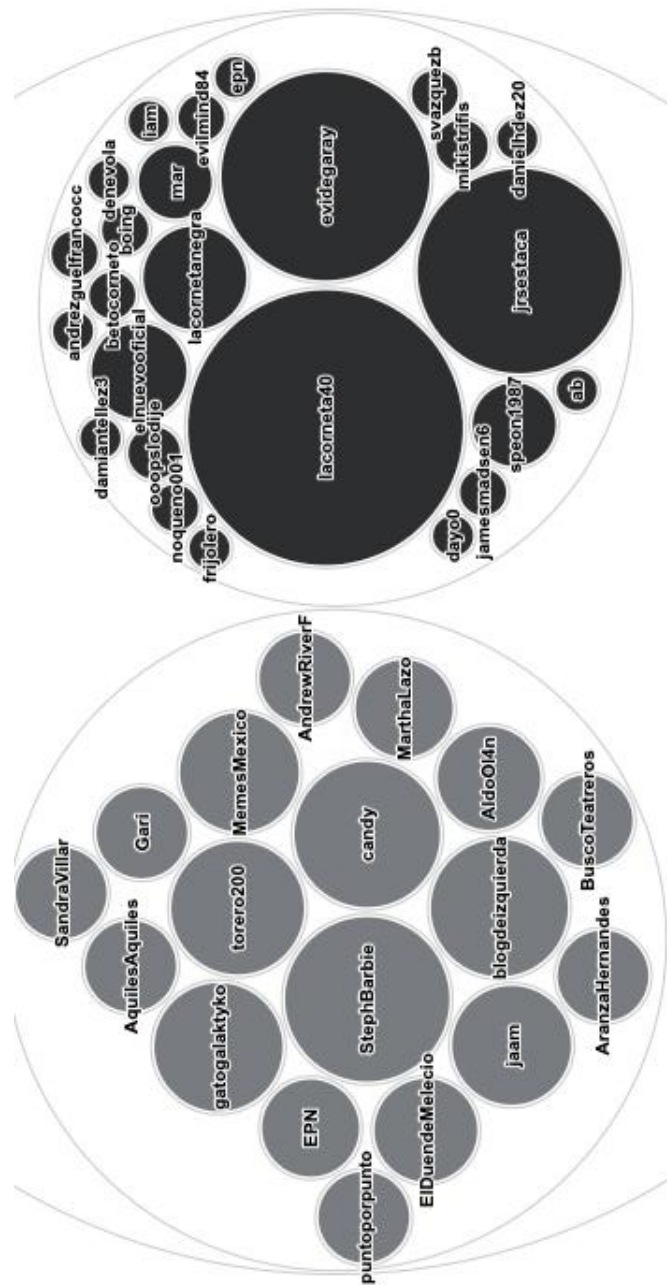 SandraVillar
AquilesAquiles
Gari
gatogalaktyko
torero200
MemesMexico
EPN
AndrewRiverF
puntoporpunto
StephBarbie
candy
MarthaLazo
ElDuendeMelecio
jaam
blogdeizquierda
AldoOl4n
AranzaHernandes
BuscoTeatreros
andrezguelfrancocc
damiantellez3
betocorneto
denevola
boing
elnuevooficial
ooopslodije
iam
noqueno001
mar
evilmind84
frijolero
lacornetanegra
epn
lacorneta40
evidegaray
svazquezb
dayo0
mikistrifis
jamesmadsen6
speon1987
jrsestaca
danielhdez20
ab